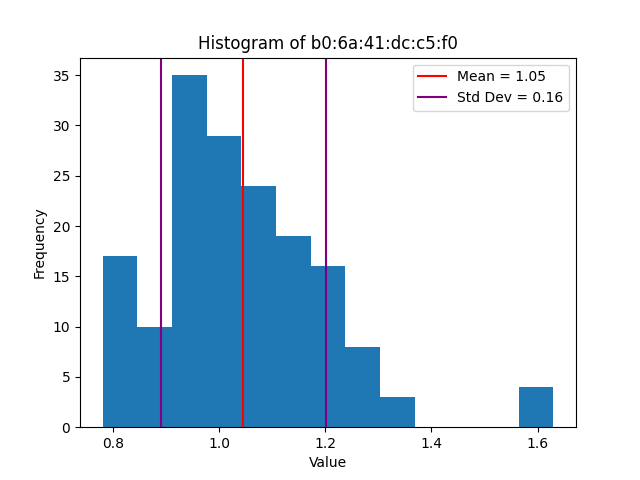 Histogram of b0:6a:41:dc:c5:f0
Mean = 1.05
Std Dev = 0.16
Frequency
35
30
25
20
15
10
5
0
0.8 1.0 1.2 1.4 1.6
Value